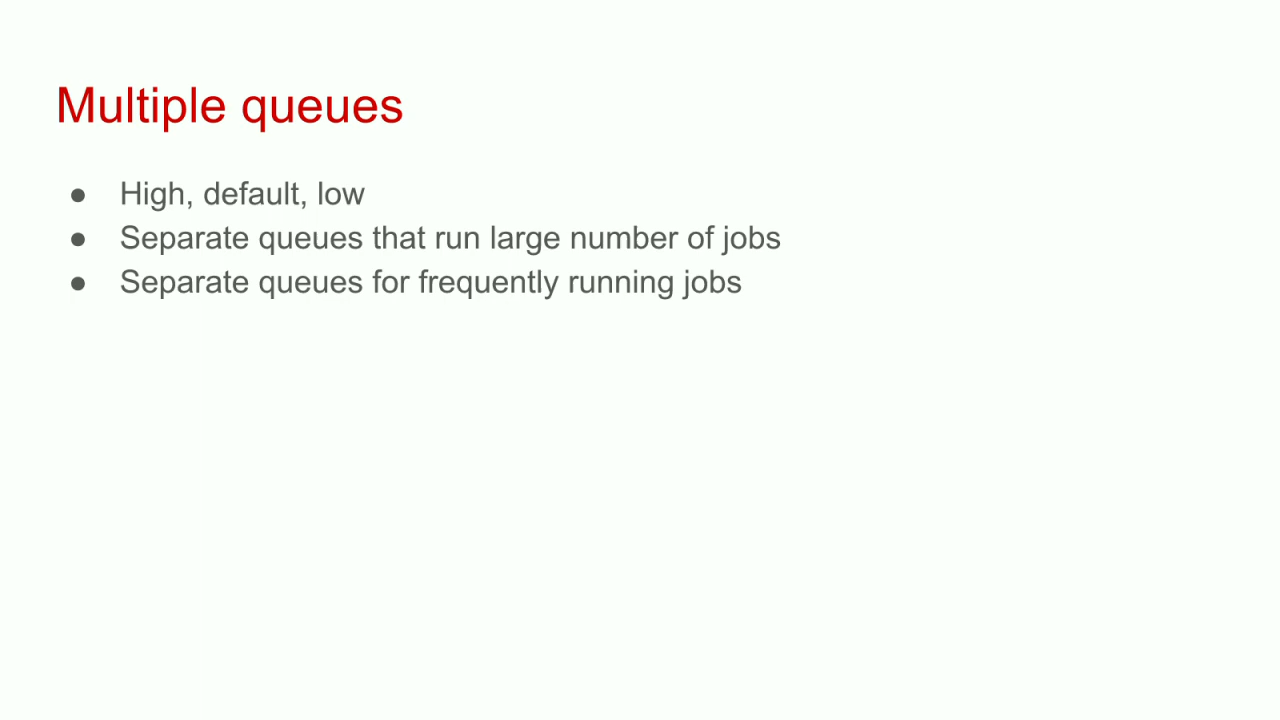 Multiple queues
● High, default, low
● Separate queues that run large number of jobs
● Separate queues for frequently running jobs